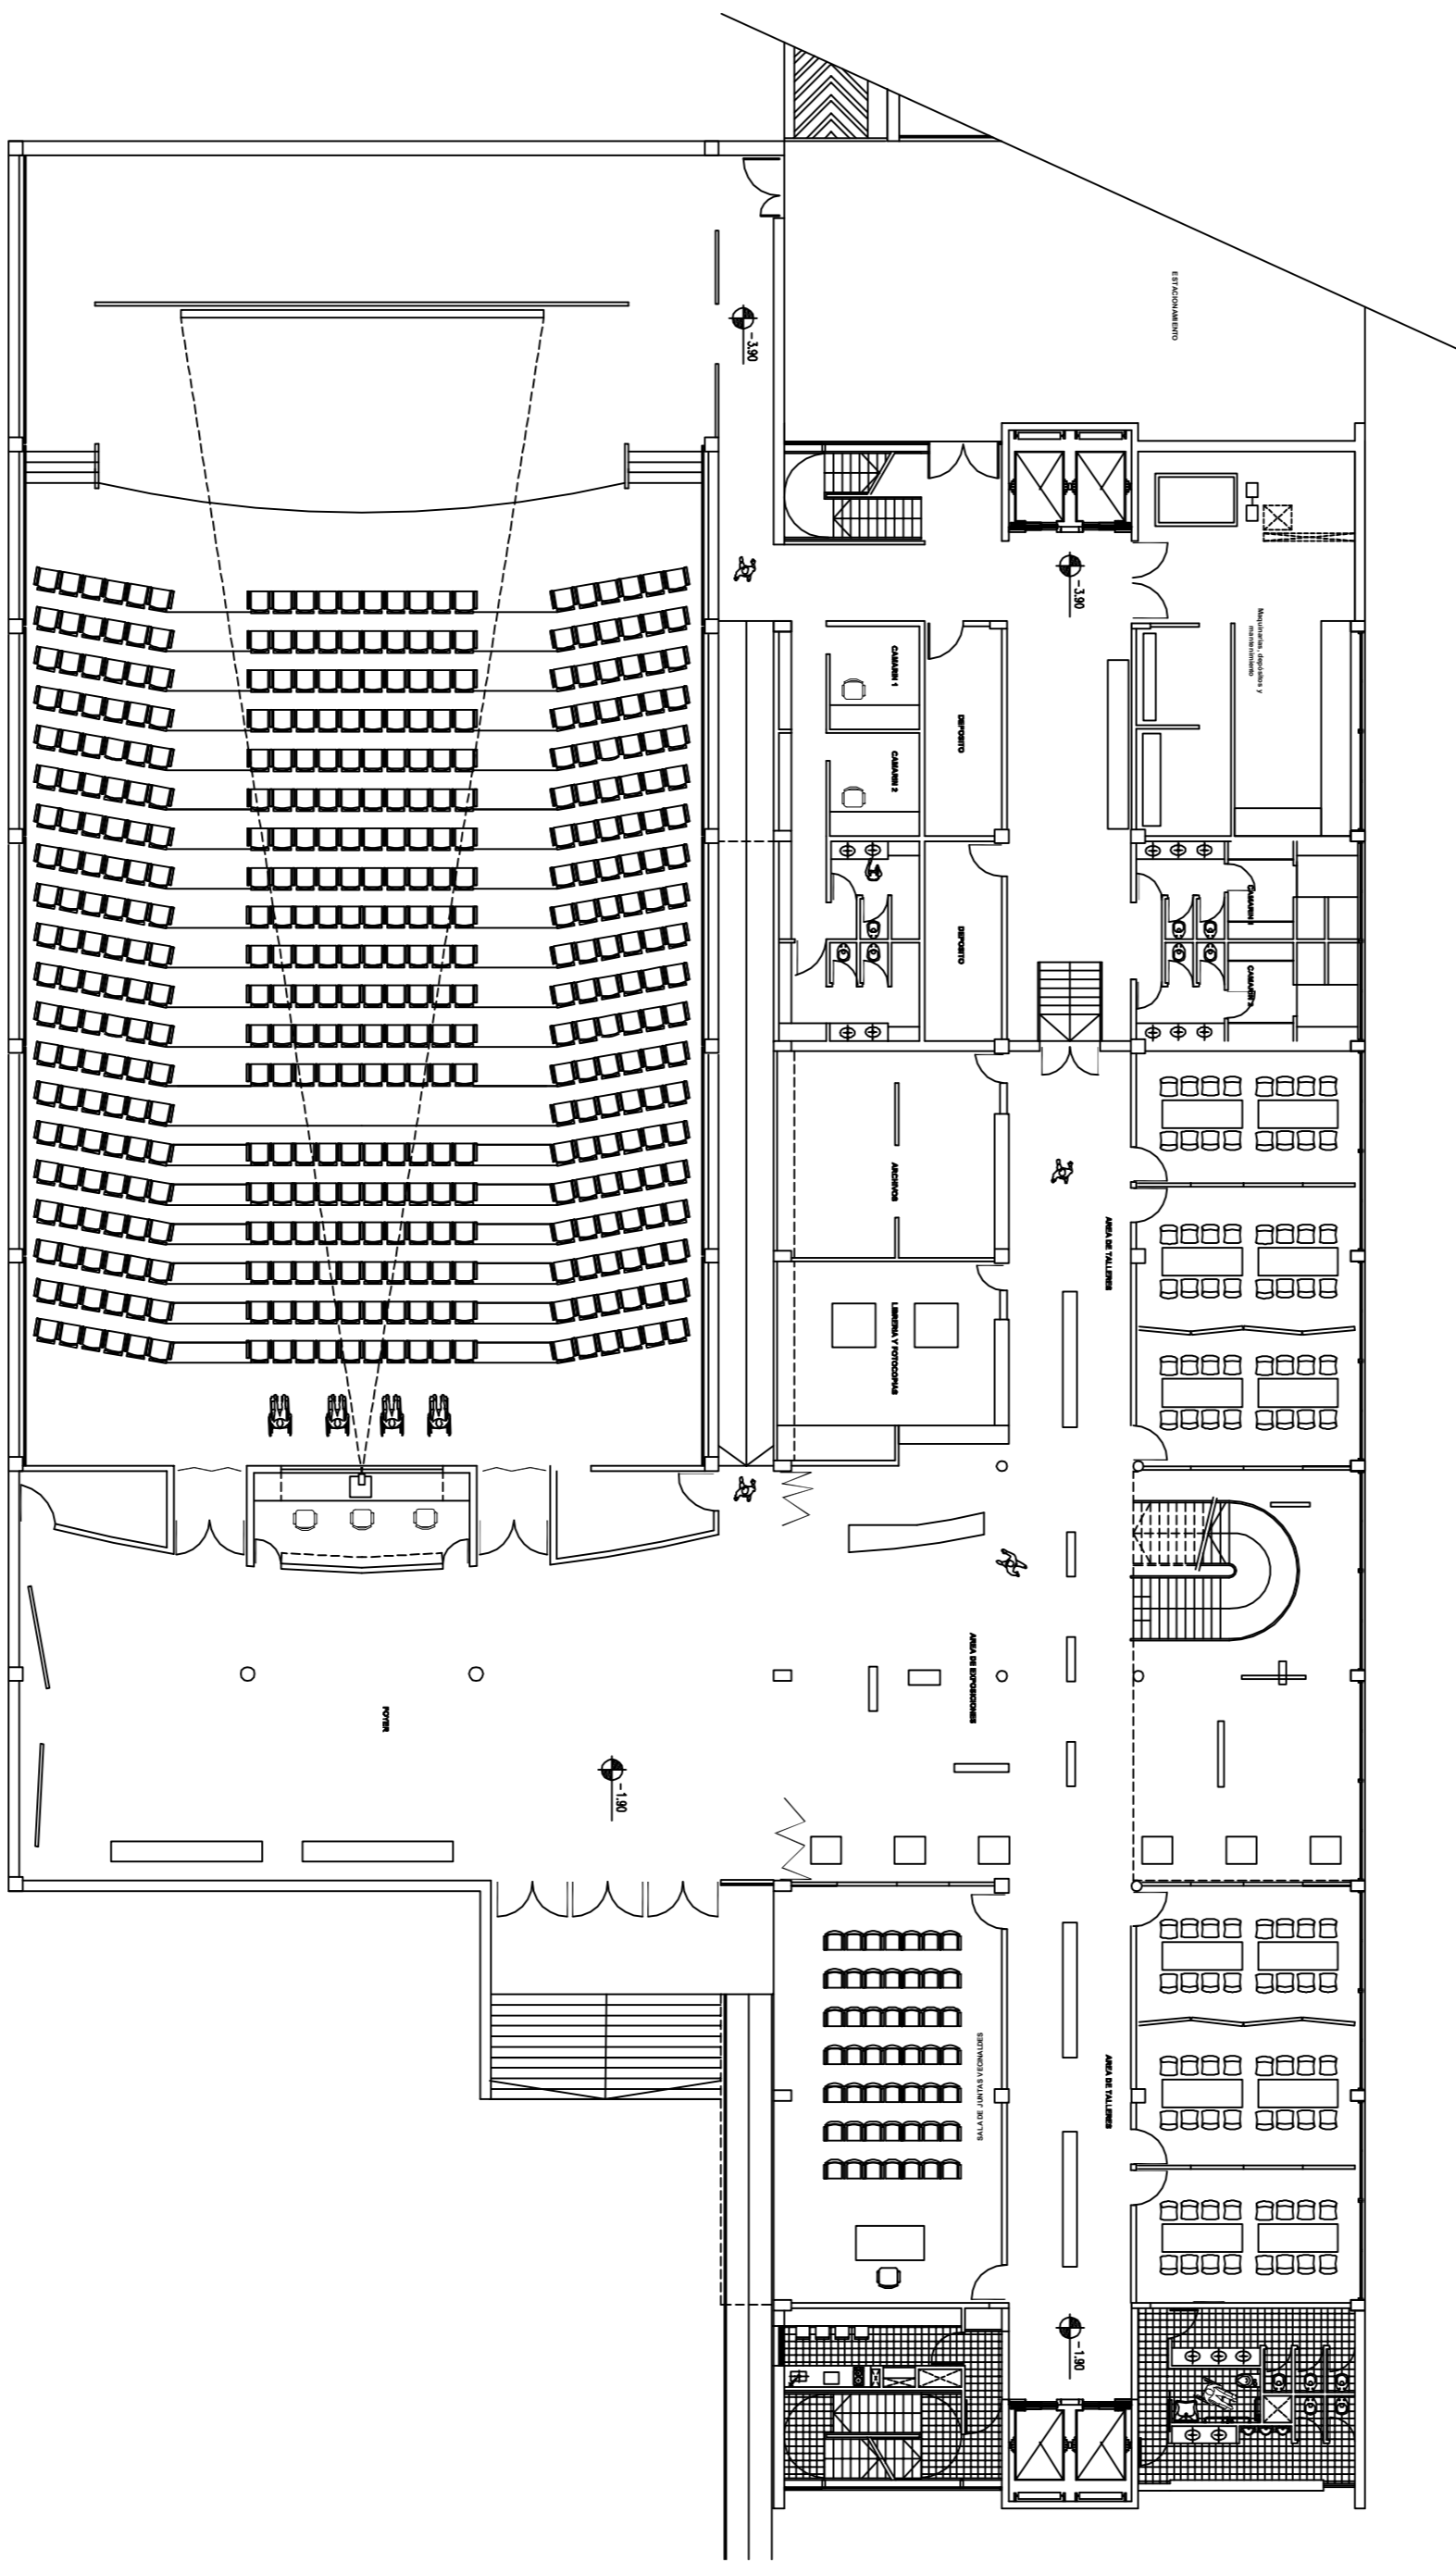 ESTACIONAMIENTO
-3.90
-3.90
Maquinarias, depósitos y
mantenimiento
CAMARIN 1
DEPOSITO
CAMARIN 2
DEPOSITO
ARCHIVOS
AREA DE TALLERES
LIBRERIA Y FOTOCOPIAS
AREA DE EXPOSICIONES
FOYER
-1.90
SALA DE JUNTAS VECINALDES
AREA DE TALLERES
-1.90